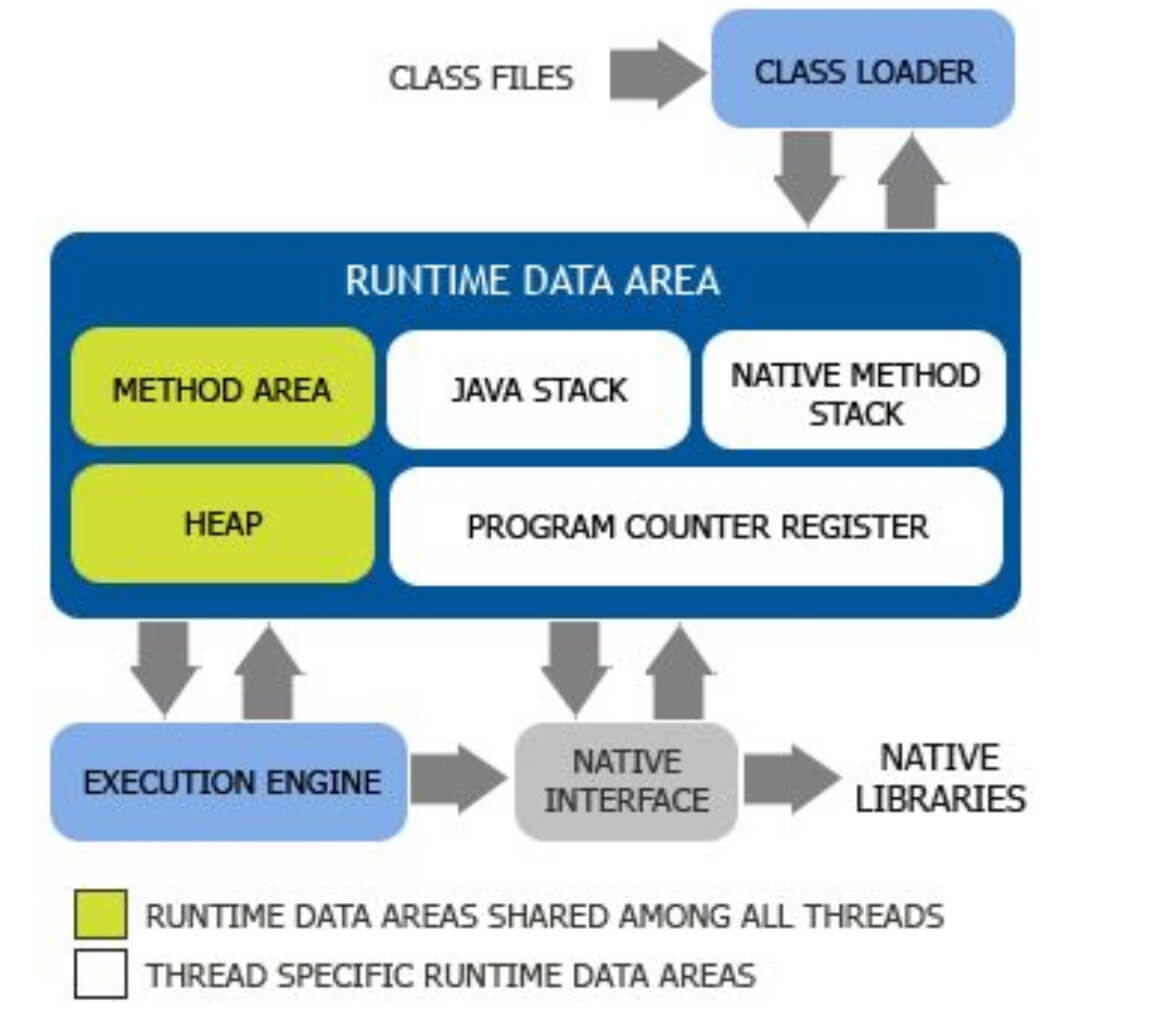 CLASS FILES
CLASS LOADER
RUNTIME DATA AREA
METHOD AREA
JAVA STACK
NATIVE METHOD
STACK
HEAP
PROGRAM COUNTER REGISTER
EXECUTION ENGINE
NATIVE
INTERFACE
NATIVE
LIBRARIES
RUNTIME DATA AREAS SHARED AMONG ALL THREADS
THREAD SPECIFIC RUNTIME DATA AREAS